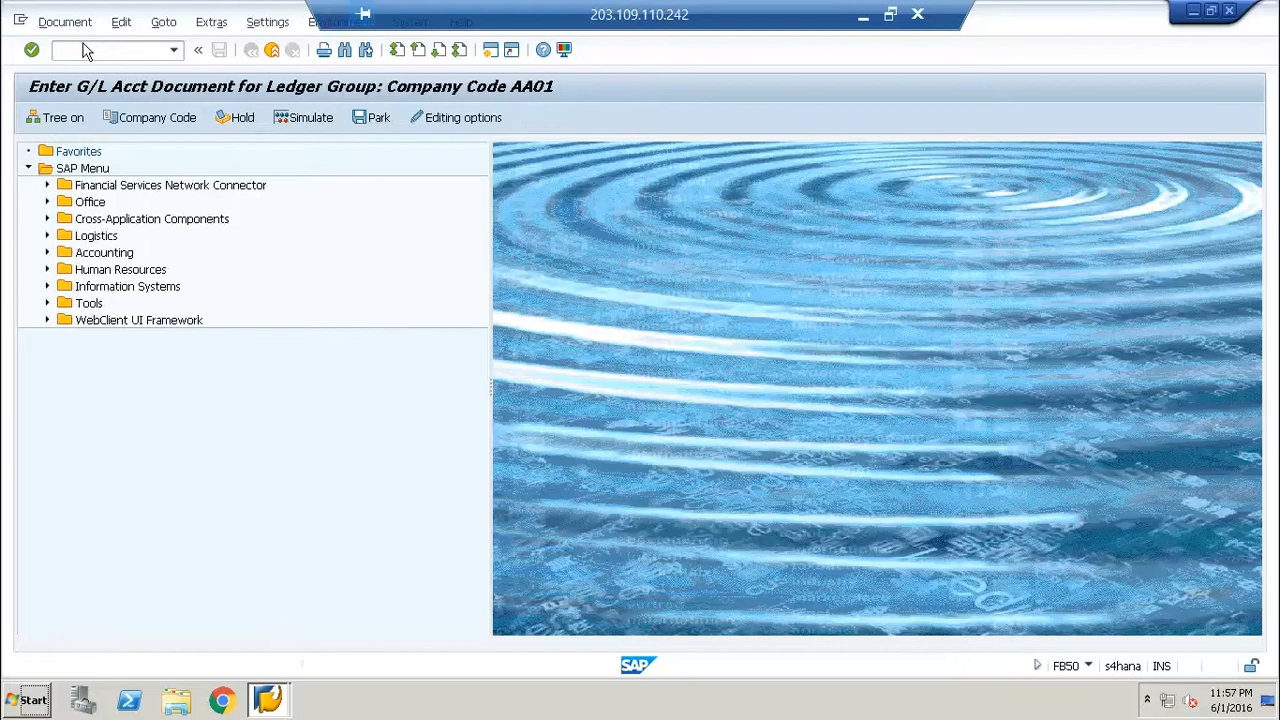 203.109.110.242
Document Edit Goto Extras Settings Environment System Help
Enter G/L Acct Document for Ledger Group: Company Code AA01
Tree on Company Code Hold Simulate Park Editing options
Favorites
SAP Menu
Financial Services Network Connector
Office
Cross-Application Components
Logistics
Accounting
Human Resources
Information Systems
Tools
WebClient UI Framework
SAP
FB50 s4hana INS
Start
11:57 PM
6/1/2016